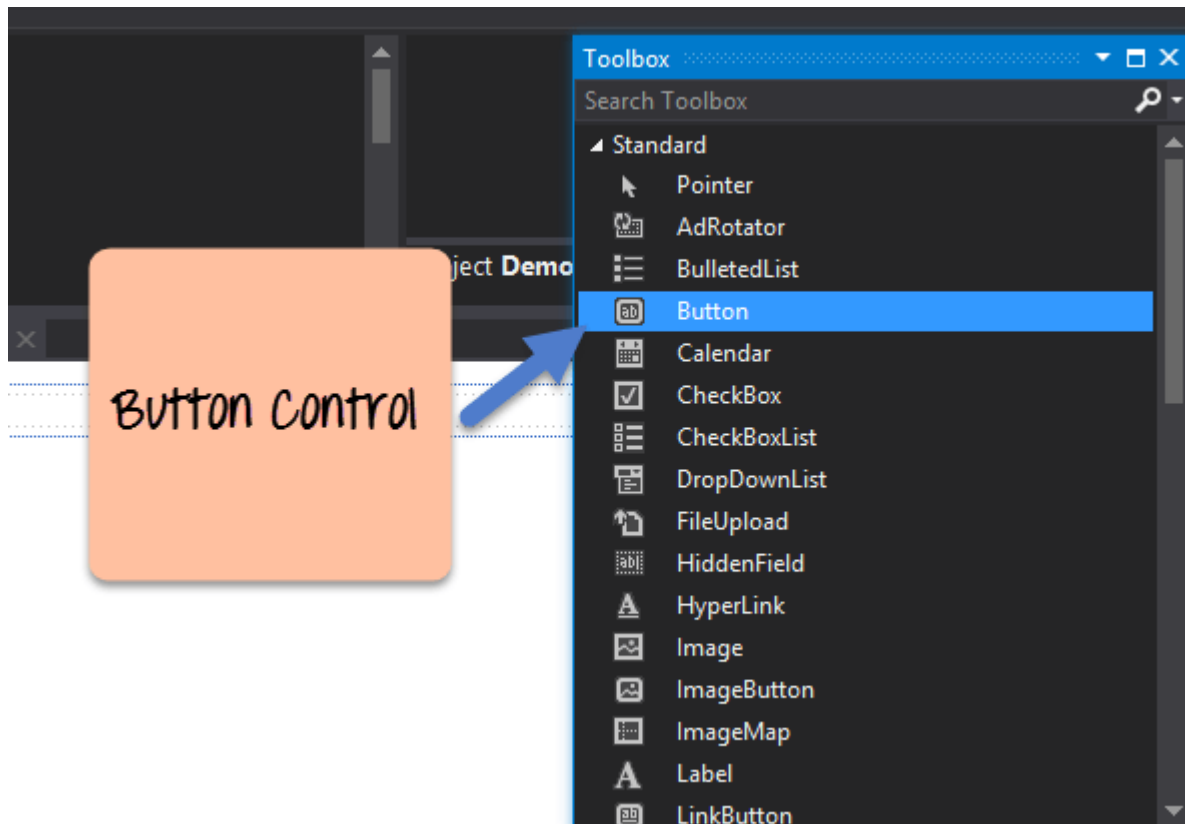 Toolbox
Search Toolbox
Standard
Pointer
AdRotator
ject Demo
BulletedList
Button
Calendar
CheckBox
Button Control
CheckBoxList
DropDownList
FileUpload
HiddenField
HyperLink
Image
ImageButton
ImageMap
Label
LinkButton